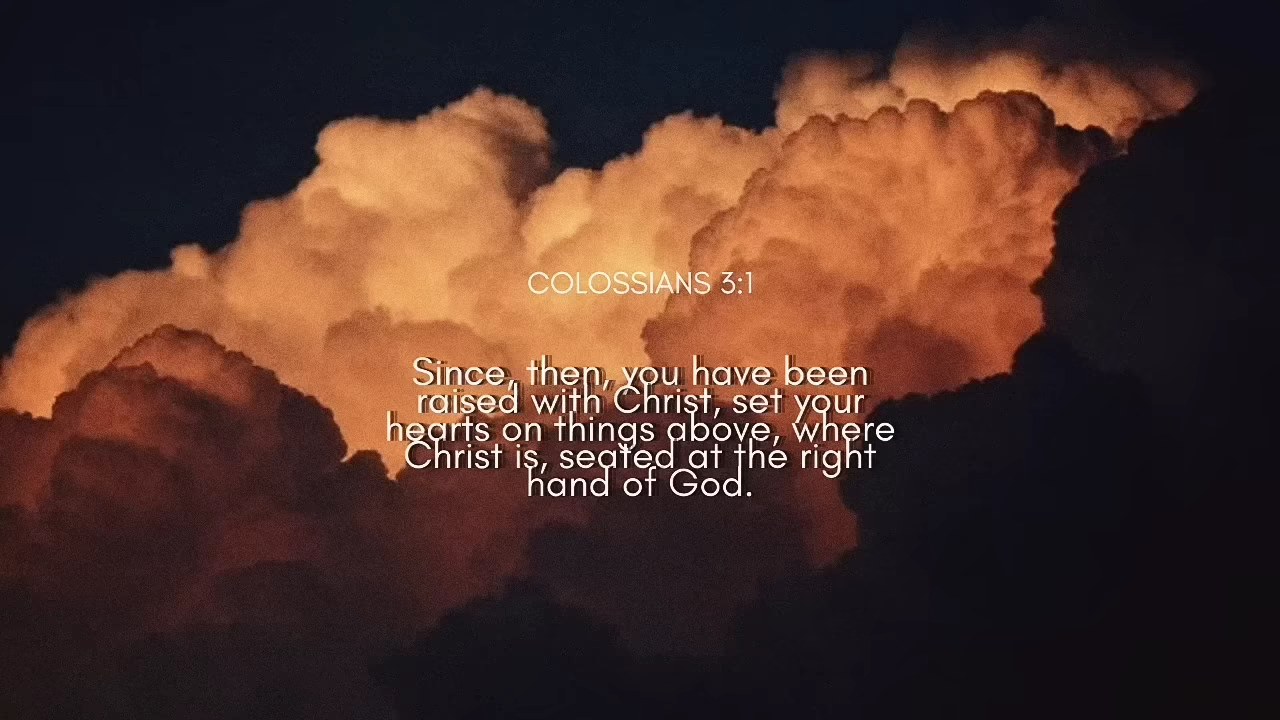 COLOSSIANS 3:1
Since, then, you have been
raised with Christ, set your
hearts on things above, where
Christ is, seated at the right
hand of God.